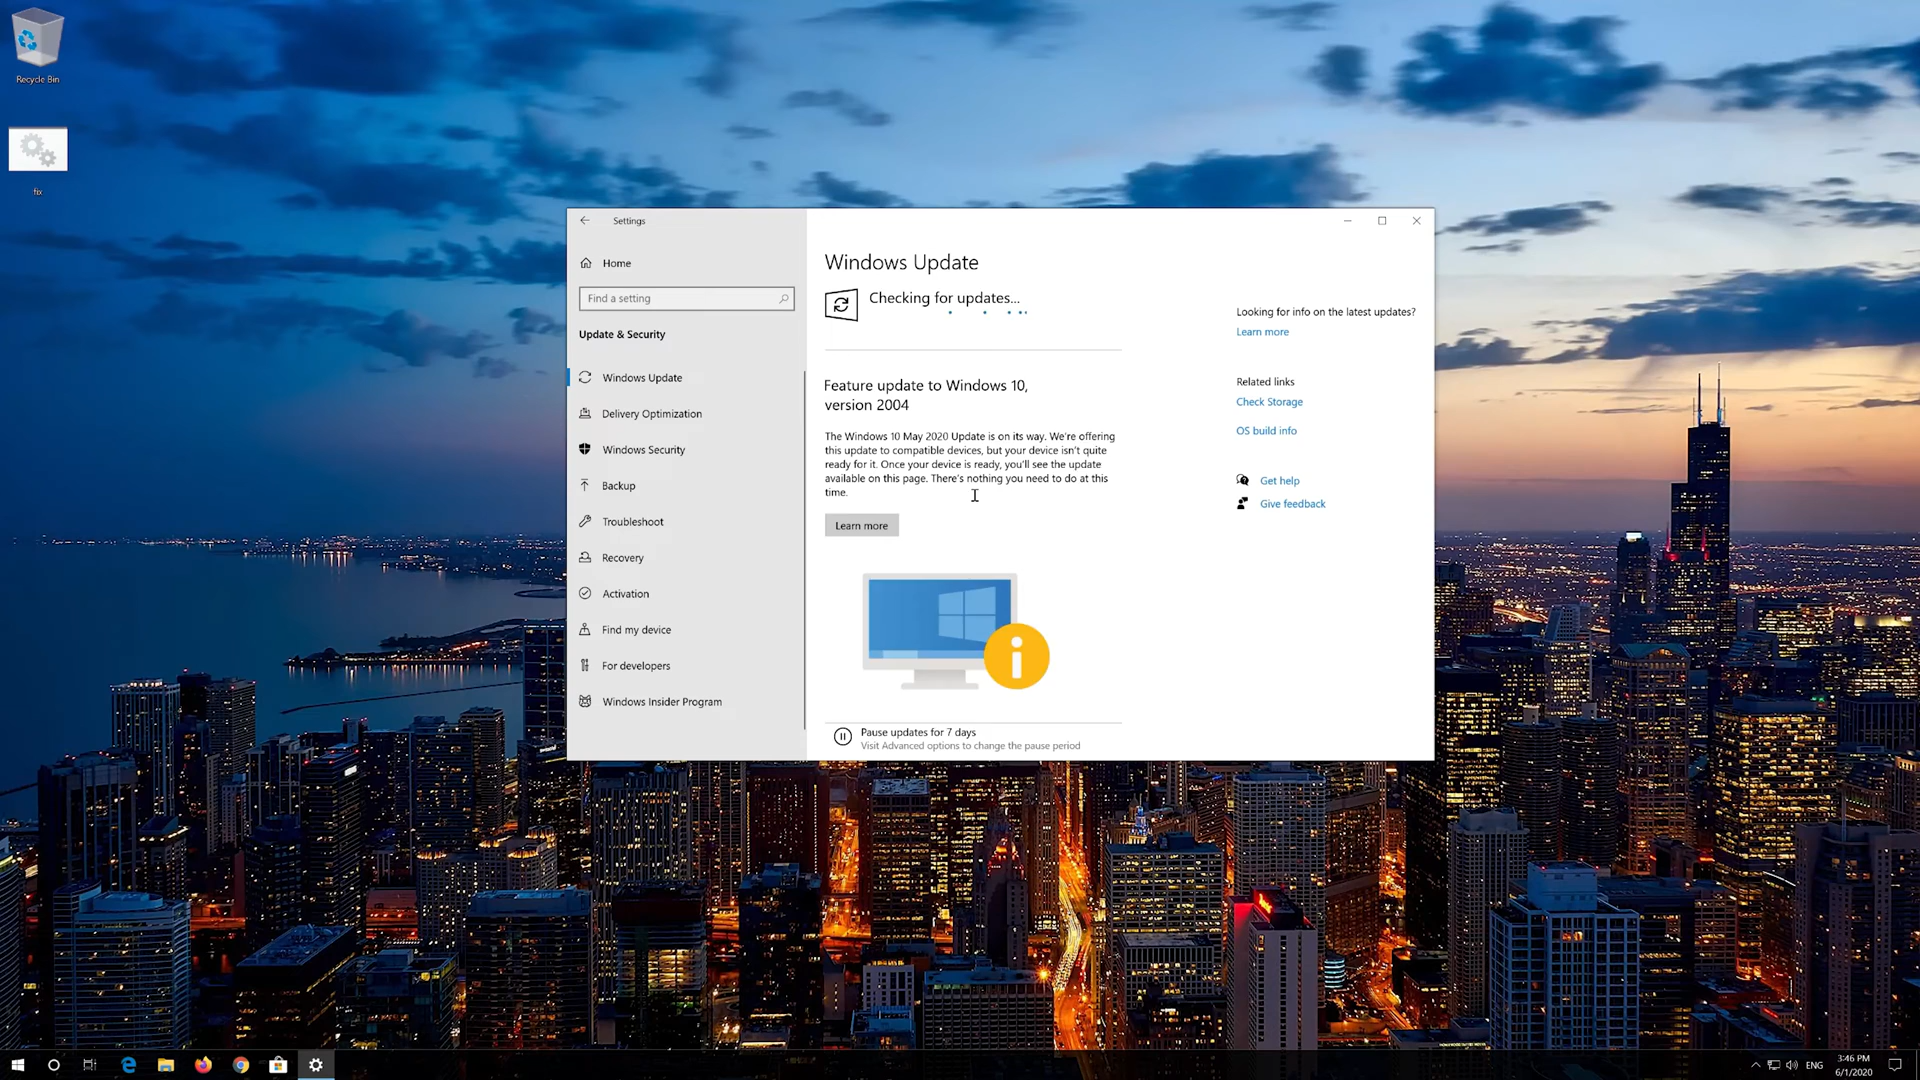 Recycle Bin
fix
Settings
Home
Find a setting
Update & Security
Windows Update
Delivery Optimization
Windows Security
Backup
Troubleshoot
Recovery
Activation
Find my device
For developers
Windows Insider Program
Windows Update
Checking for updates...
Feature update to Windows 10,
version 2004
The Windows 10 May 2020 Update is on its way. We're offering
this update to compatible devices, but your device isn't quite
ready for it. Once your device is ready, you'll see the update
available on this page. There's nothing you need to do at this
time.
Learn more
Pause updates for 7 days
Visit Advanced options to change the pause period
Looking for info on the latest updates?
Learn more
Related links
Check Storage
OS build info
Get help
Give feedback
ENG
3:46 PM
6/1/2020